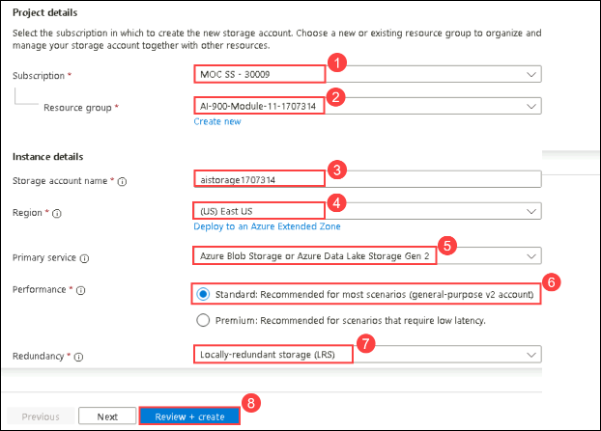 Project details
Select the subscription in which to create the new storage account. Choose a new or existing resource group to organize and
manage your storage account together with other resources.
1
Subscription *
MOC SS - 30009
2
Resource group *
AI-900-Module-11-1707314
Create new
Instance details
3
Storage account name *
aistorage1707314
4
Region *
(US) East US
Deploy to an Azure Extended Zone
5
Primary service
Azure Blob Storage or Azure Data Lake Storage Gen 2
6
Performance *
Standard: Recommended for most scenarios (general-purpose v2 account)
Premium: Recommended for scenarios that require low latency.
7
Redundancy *
Locally-redundant storage (LRS)
8
Previous
Next
Review + create